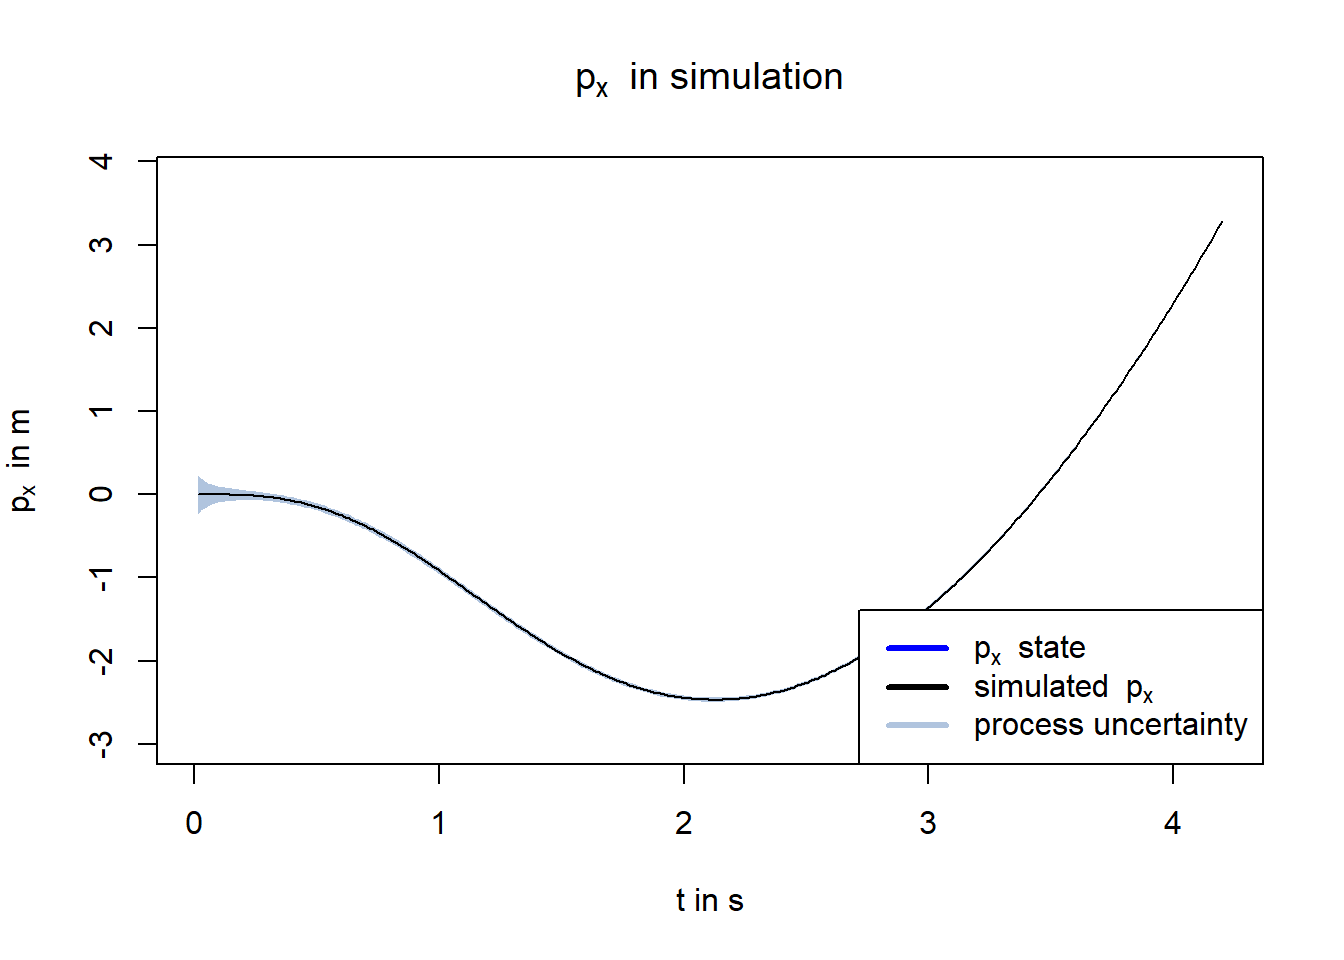 pₓ in simulation
4
3
2
1
0
-1
-2
-3
pₓ in m
pₓ state
simulated pₓ
process uncertainty
0 1 2 3 4
t in s